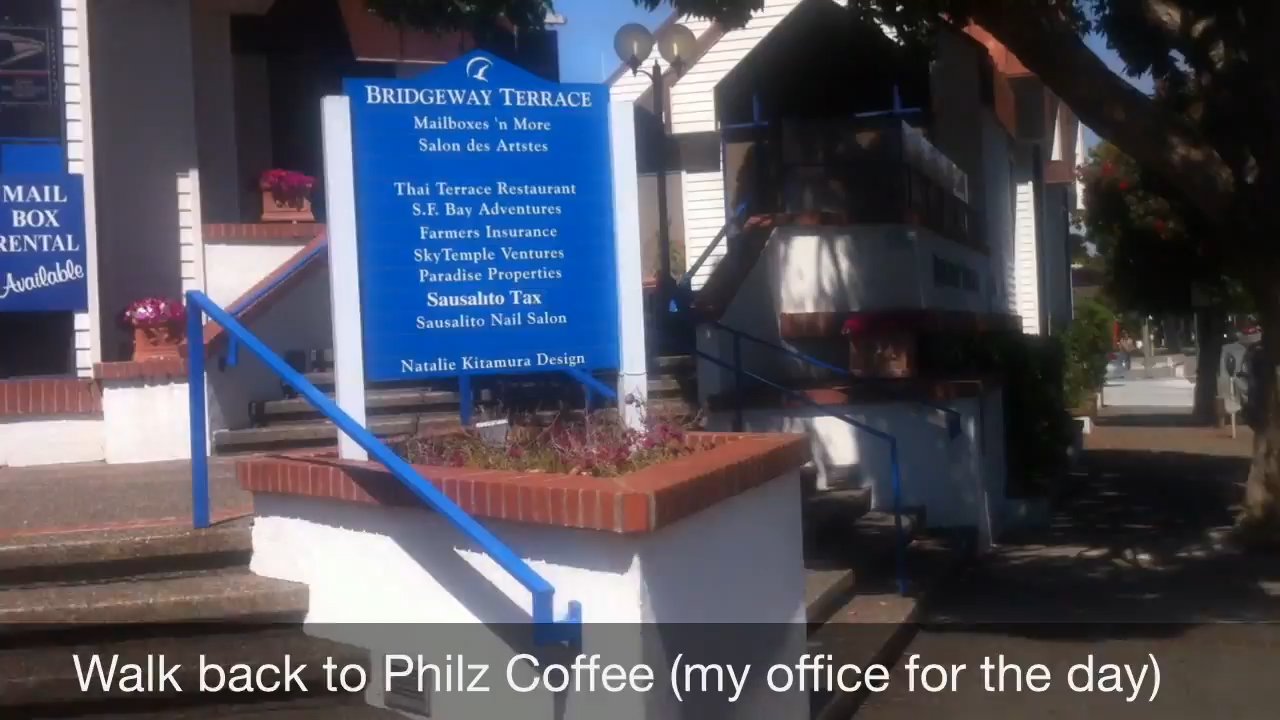 BRIDGEWAY TERRACE
Mailboxes 'n More
Salon des Artstes
Thai Terrace Restaurant
S.F. Bay Adventures
Farmers Insurance
SkyTemple Ventures
Paradise Properties
Sausalito Tax
Sausalito Nail Salon
Natalie Kitamura Design
MAIL
BOX
RENTAL
Available
Walk back to Philz Coffee (my office for the day)